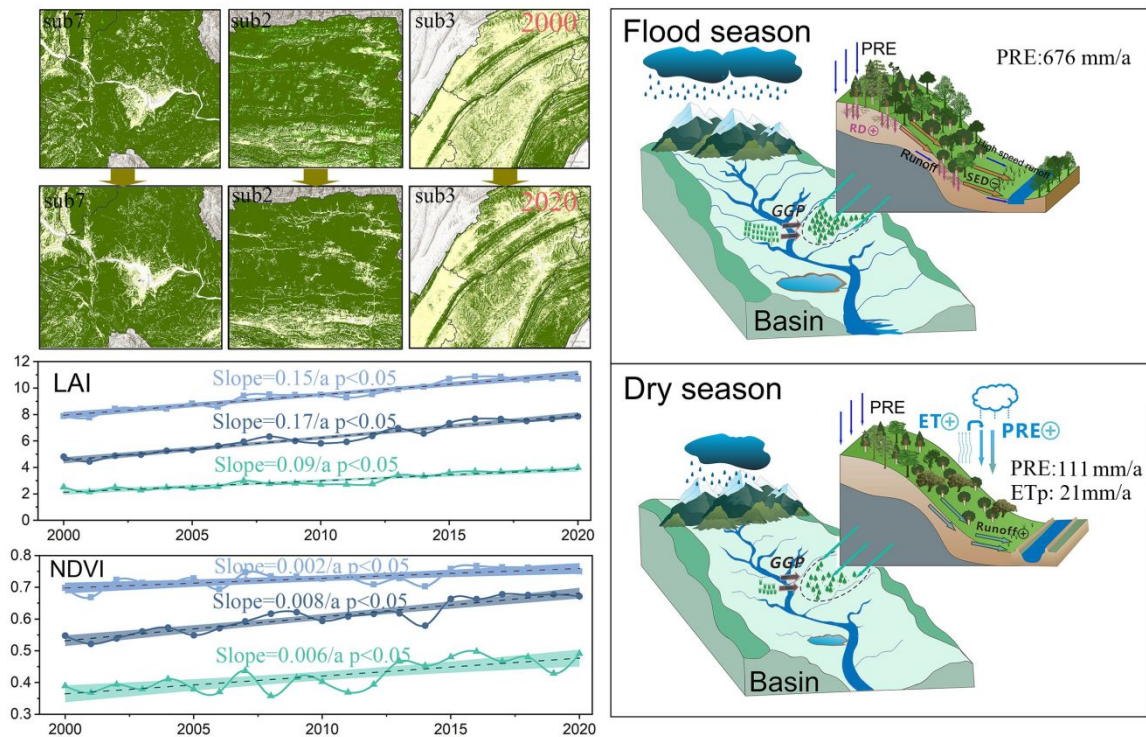 sub7
sub2
sub3
2000
sub7
sub2
sub3
2020
LAI
12
10
8
6
4
2
0
Slope=0.15/a p<0.05
Slope=0.17/a p<0.05
Slope=0.09/a p<0.05
2000 2005 2010 2015 2020
NDVI
0.8
0.7
0.6
0.5
0.4
0.3
Slope=0.002/a p<0.05
Slope=0.008/a p<0.05
Slope=0.006/a p<0.05
2000 2005 2010 2015 2020
Flood season
PRE
PRE:676 mm/a
RD⊕
Runoff
High speed runoff
SED⊖
GGP
Basin
Dry season
PRE
ET⊕
PRE⊕
PRE:111 mm/a
ETp: 21mm/a
Runoff⊕
GGP
Basin